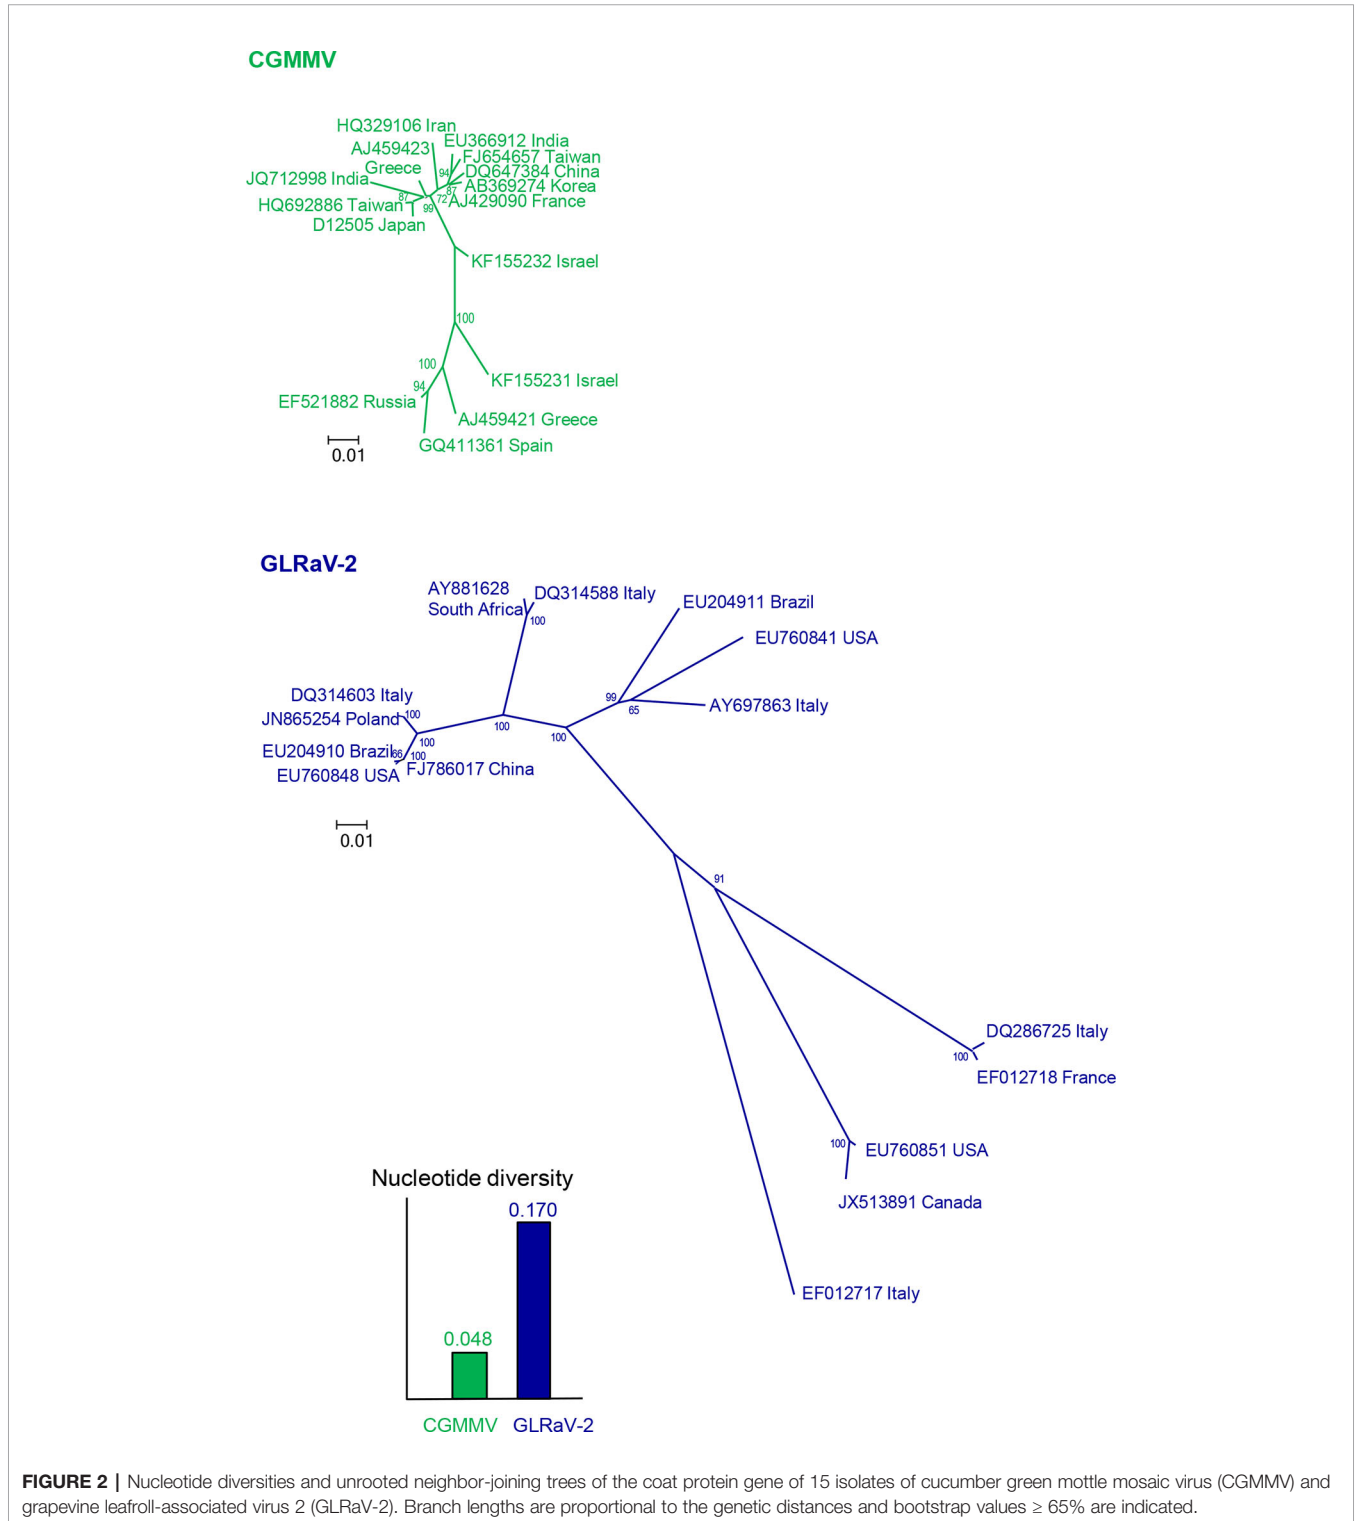 CGMMV
HQ329106 Iran
EU366912 India
AJ459423
FJ654657 Taiwan
Greece
94
DQ647384 China
JQ712998 India
AB369274 Korea
87
87
72
AJ429090 France
HQ692886 Taiwan
99
D12505 Japan
KF155232 Israel
100
100
KF155231 Israel
94
EF521882 Russia
AJ459421 Greece
GQ411361 Spain
0.01
GLRaV-2
AY881628
DQ314588 Italy
EU204911 Brazil
South Africa
100
EU760841 USA
DQ314603 Italy
99
AY697863 Italy
65
JN865254 Poland
100
100
100
100
EU204910 Brazil
66
100
FJ786017 China
EU760848 USA
0.01
91
DQ286725 Italy
100
EF012718 France
100
EU760851 USA
JX513891 Canada
EF012717 Italy
Nucleotide diversity
0.170
0.048
CGMMV GLRaV-2
FIGURE 2 | Nucleotide diversities and unrooted neighbor-joining trees of the coat protein gene of 15 isolates of cucumber green mottle mosaic virus (CGMMV) and
grapevine leafroll-associated virus 2 (GLRaV-2). Branch lengths are proportional to the genetic distances and bootstrap values ≥ 65% are indicated.